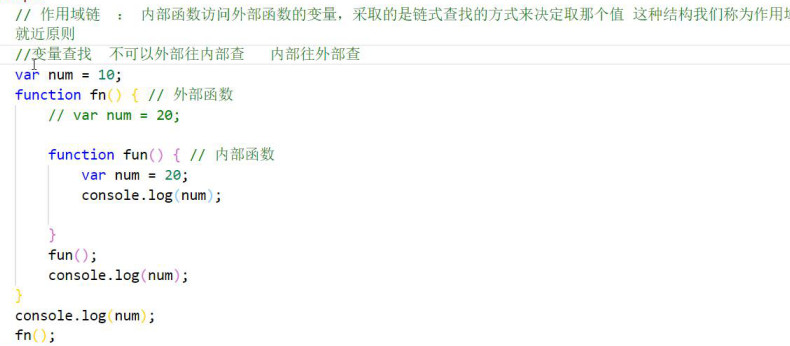 // 作用域链 ： 内部函数访问外部函数的变量，采取的是链式查找的方式来决定取那个值 这种结构我们称为作用域
就近原则
//变量查找 不可以外部往内部查 内部往外部查
var num = 10;
function fn() { // 外部函数
// var num = 20;
function fun() { // 内部函数
var num = 20;
console.log(num);
}
fun();
console.log(num);
}
console.log(num);
fn();